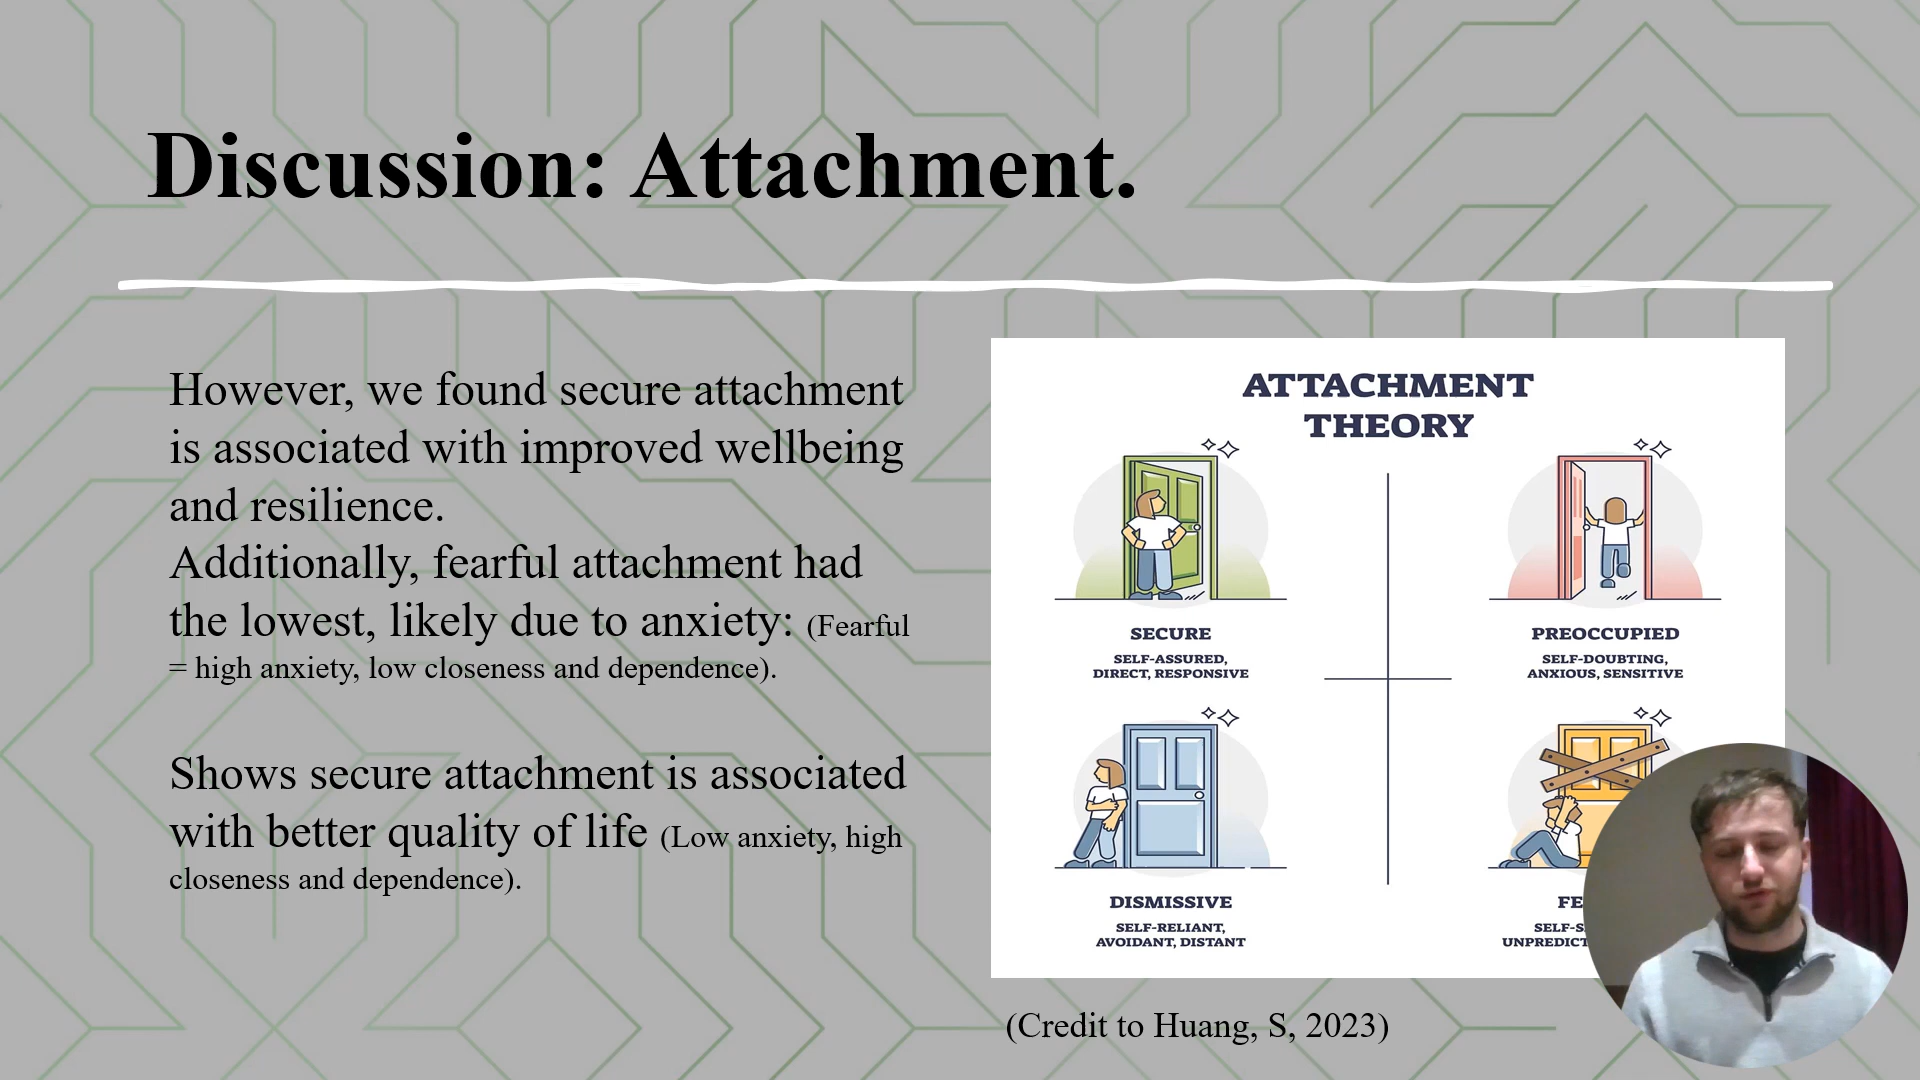 Discussion: Attachment.
However, we found secure attachment
is associated with improved wellbeing
and resilience.
Additionally, fearful attachment had
the lowest, likely due to anxiety: (Fearful
= high anxiety, low closeness and dependence).
Shows secure attachment is associated
with better quality of life (Low anxiety, high
closeness and dependence).
ATTACHMENT
THEORY
SECURE
SELF-ASSURED,
DIRECT, RESPONSIVE
PREOCCUPIED
SELF-DOUBTING,
ANXIOUS, SENSITIVE
DISMISSIVE
SELF-RELIANT,
AVOIDANT, DISTANT
(Credit to Huang, S, 2023)